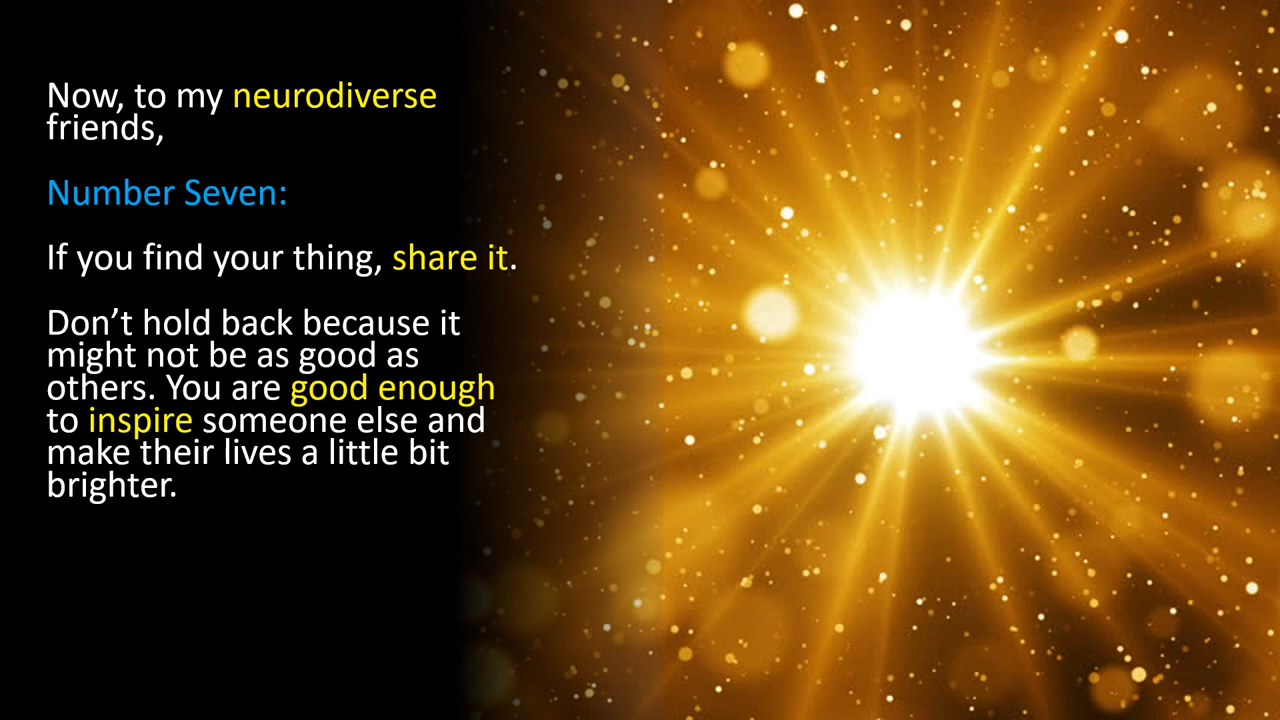 Now, to my neurodiverse
friends,
Number Seven:
If you find your thing, share it.
Don’t hold back because it
might not be as good as
others. You are good enough
to inspire someone else and
make their lives a little bit
brighter.